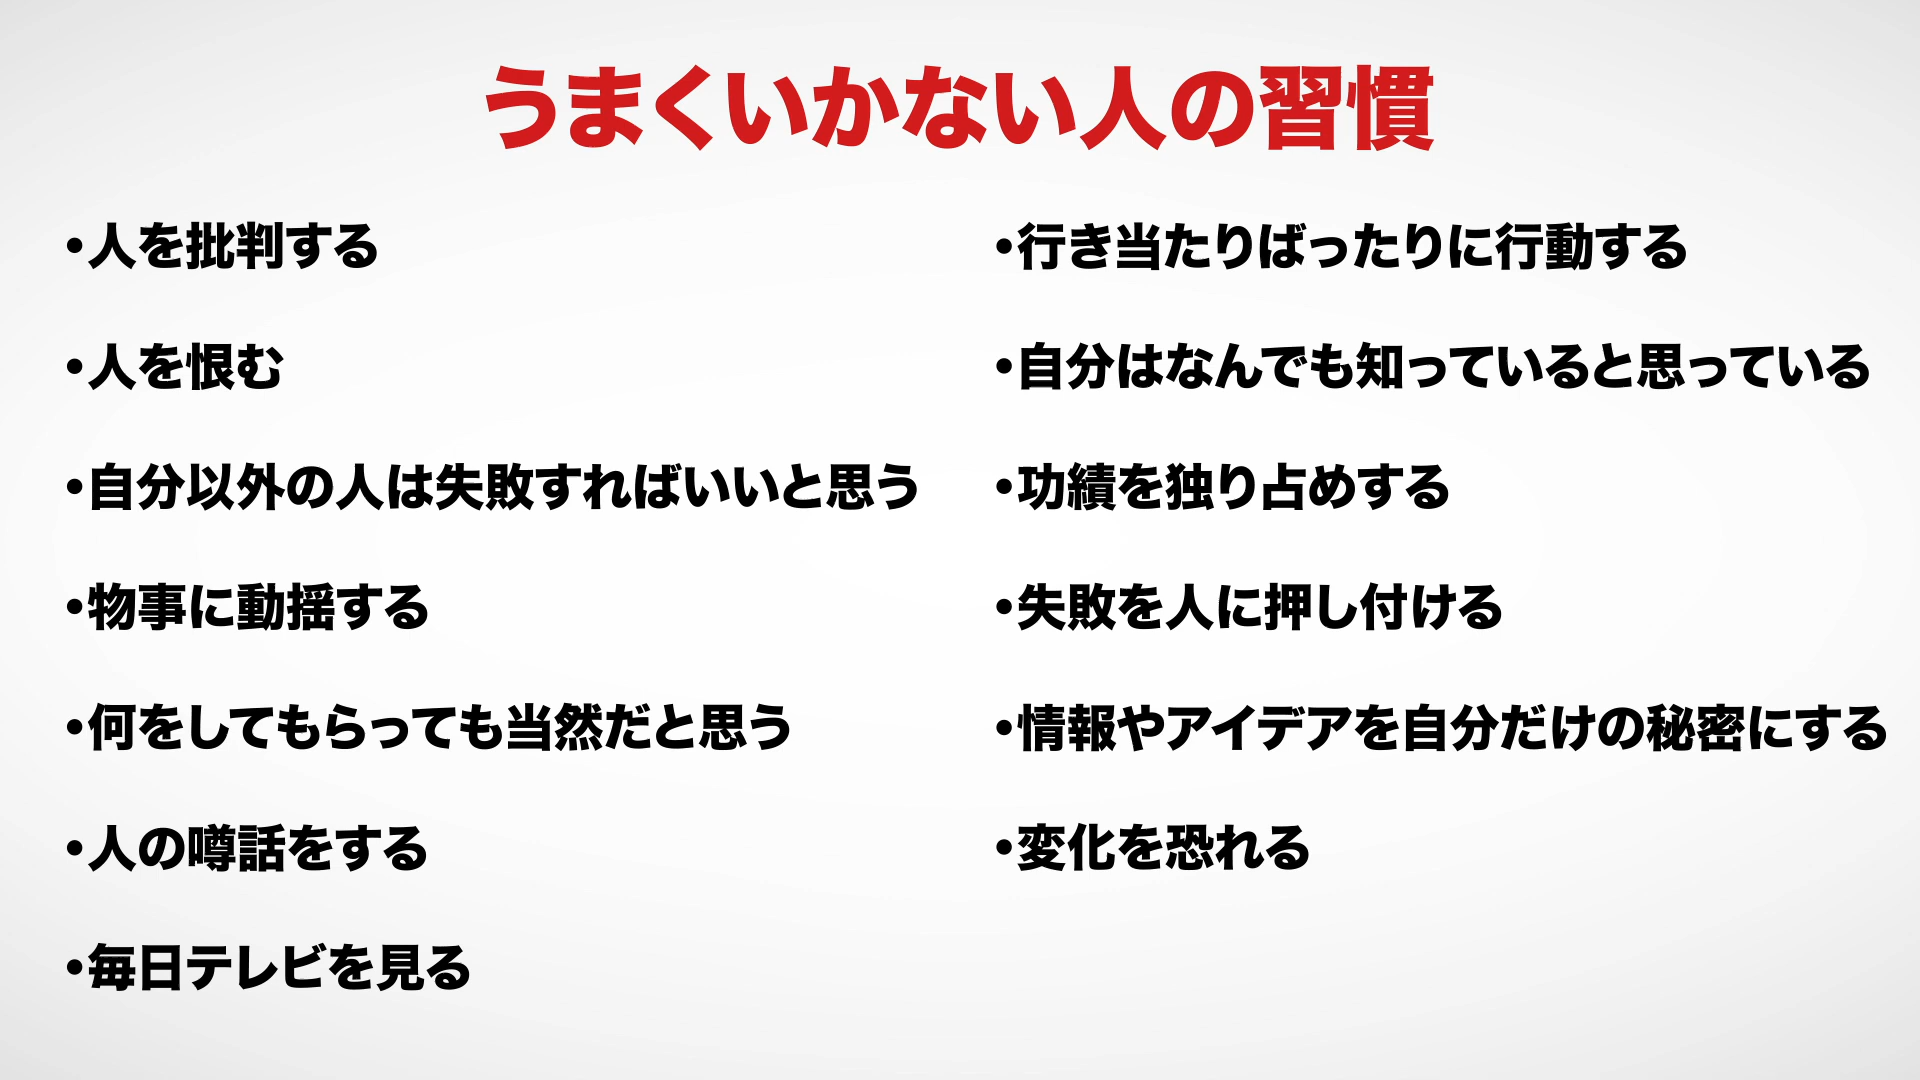 うまくいかない人の習慣
•人を批判する
•人を恨む
•自分以外の人は失敗すればいいと思う
•物事に動揺する
•何をしてもらっても当然だと思う
•人の噂話をする
•毎日テレビを見る
•行き当たりばったりに行動する
•自分はなんでも知っていると思っている
•功績を独り占めする
•失敗を人に押し付ける
•情報やアイデアを自分だけの秘密にする
•変化を恐れる